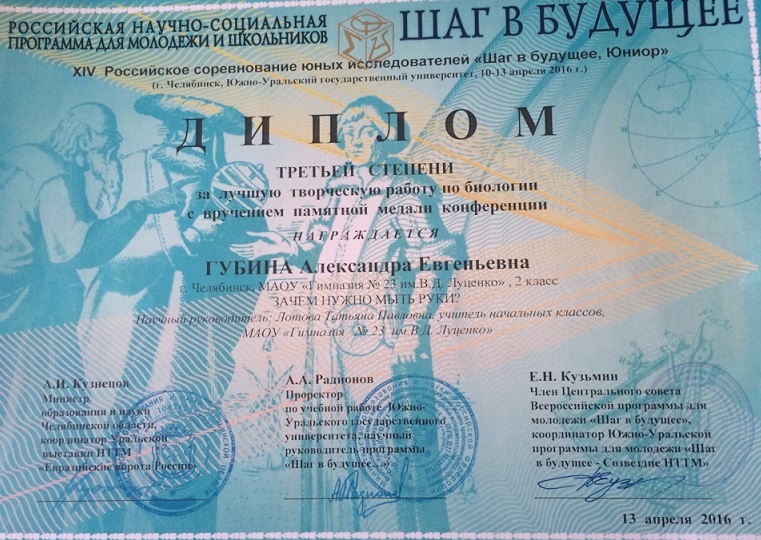 РОССИЙСКАЯ НАУЧНО-СОЦИАЛЬНАЯ
ПРОГРАММА ДЛЯ МОЛОДЕЖИ И ШКОЛЬНИКОВ
ШАГ В БУДУЩЕЕ
XIV Российское соревнование юных исследователей «Шаг в будущее, Юниор»
(г. Челябинск, Южно-Уральский государственный университет, 10-13 апреля 2016 г.)
ДИПЛОМ
ТРЕТЬЕЙ СТЕПЕНИ
за лучшую творческую работу по биологии
с вручением памятной медали конференции
НАГРАЖДАЕТСЯ
ГУБИНА Александра Евгеньевна
г. Челябинск, МАОУ «Гимназия № 23 им.В.Д. Луценко» , 2 класс
ЗАЧЕМ НУЖНО МЫТЬ РУКИ?
Научный руководитель: Лотова Татьяна Павловна, учитель начальных классов,
МАОУ «Гимназия № 23 им.В.Д. Луценко»
А.И. Кузнецов
Министр
образования и науки
Челябинской области,
координатор Уральской
выставки НТТМ
«Евразийские ворота России»
А.А. Радионов
Проректор
по учебной работе Южно-
Уральского государственного
университета, научный
руководитель программы
«Шаг в будущее»
Е.Н. Кузьмин
Член Центрального совета
Всероссийской программы для
молодежи «Шаг в будущее»,
координатор Южно-Уральской
программы для молодежи «Шаг
в будущее - Созвездие НТТМ»
13 апреля 2016 г.